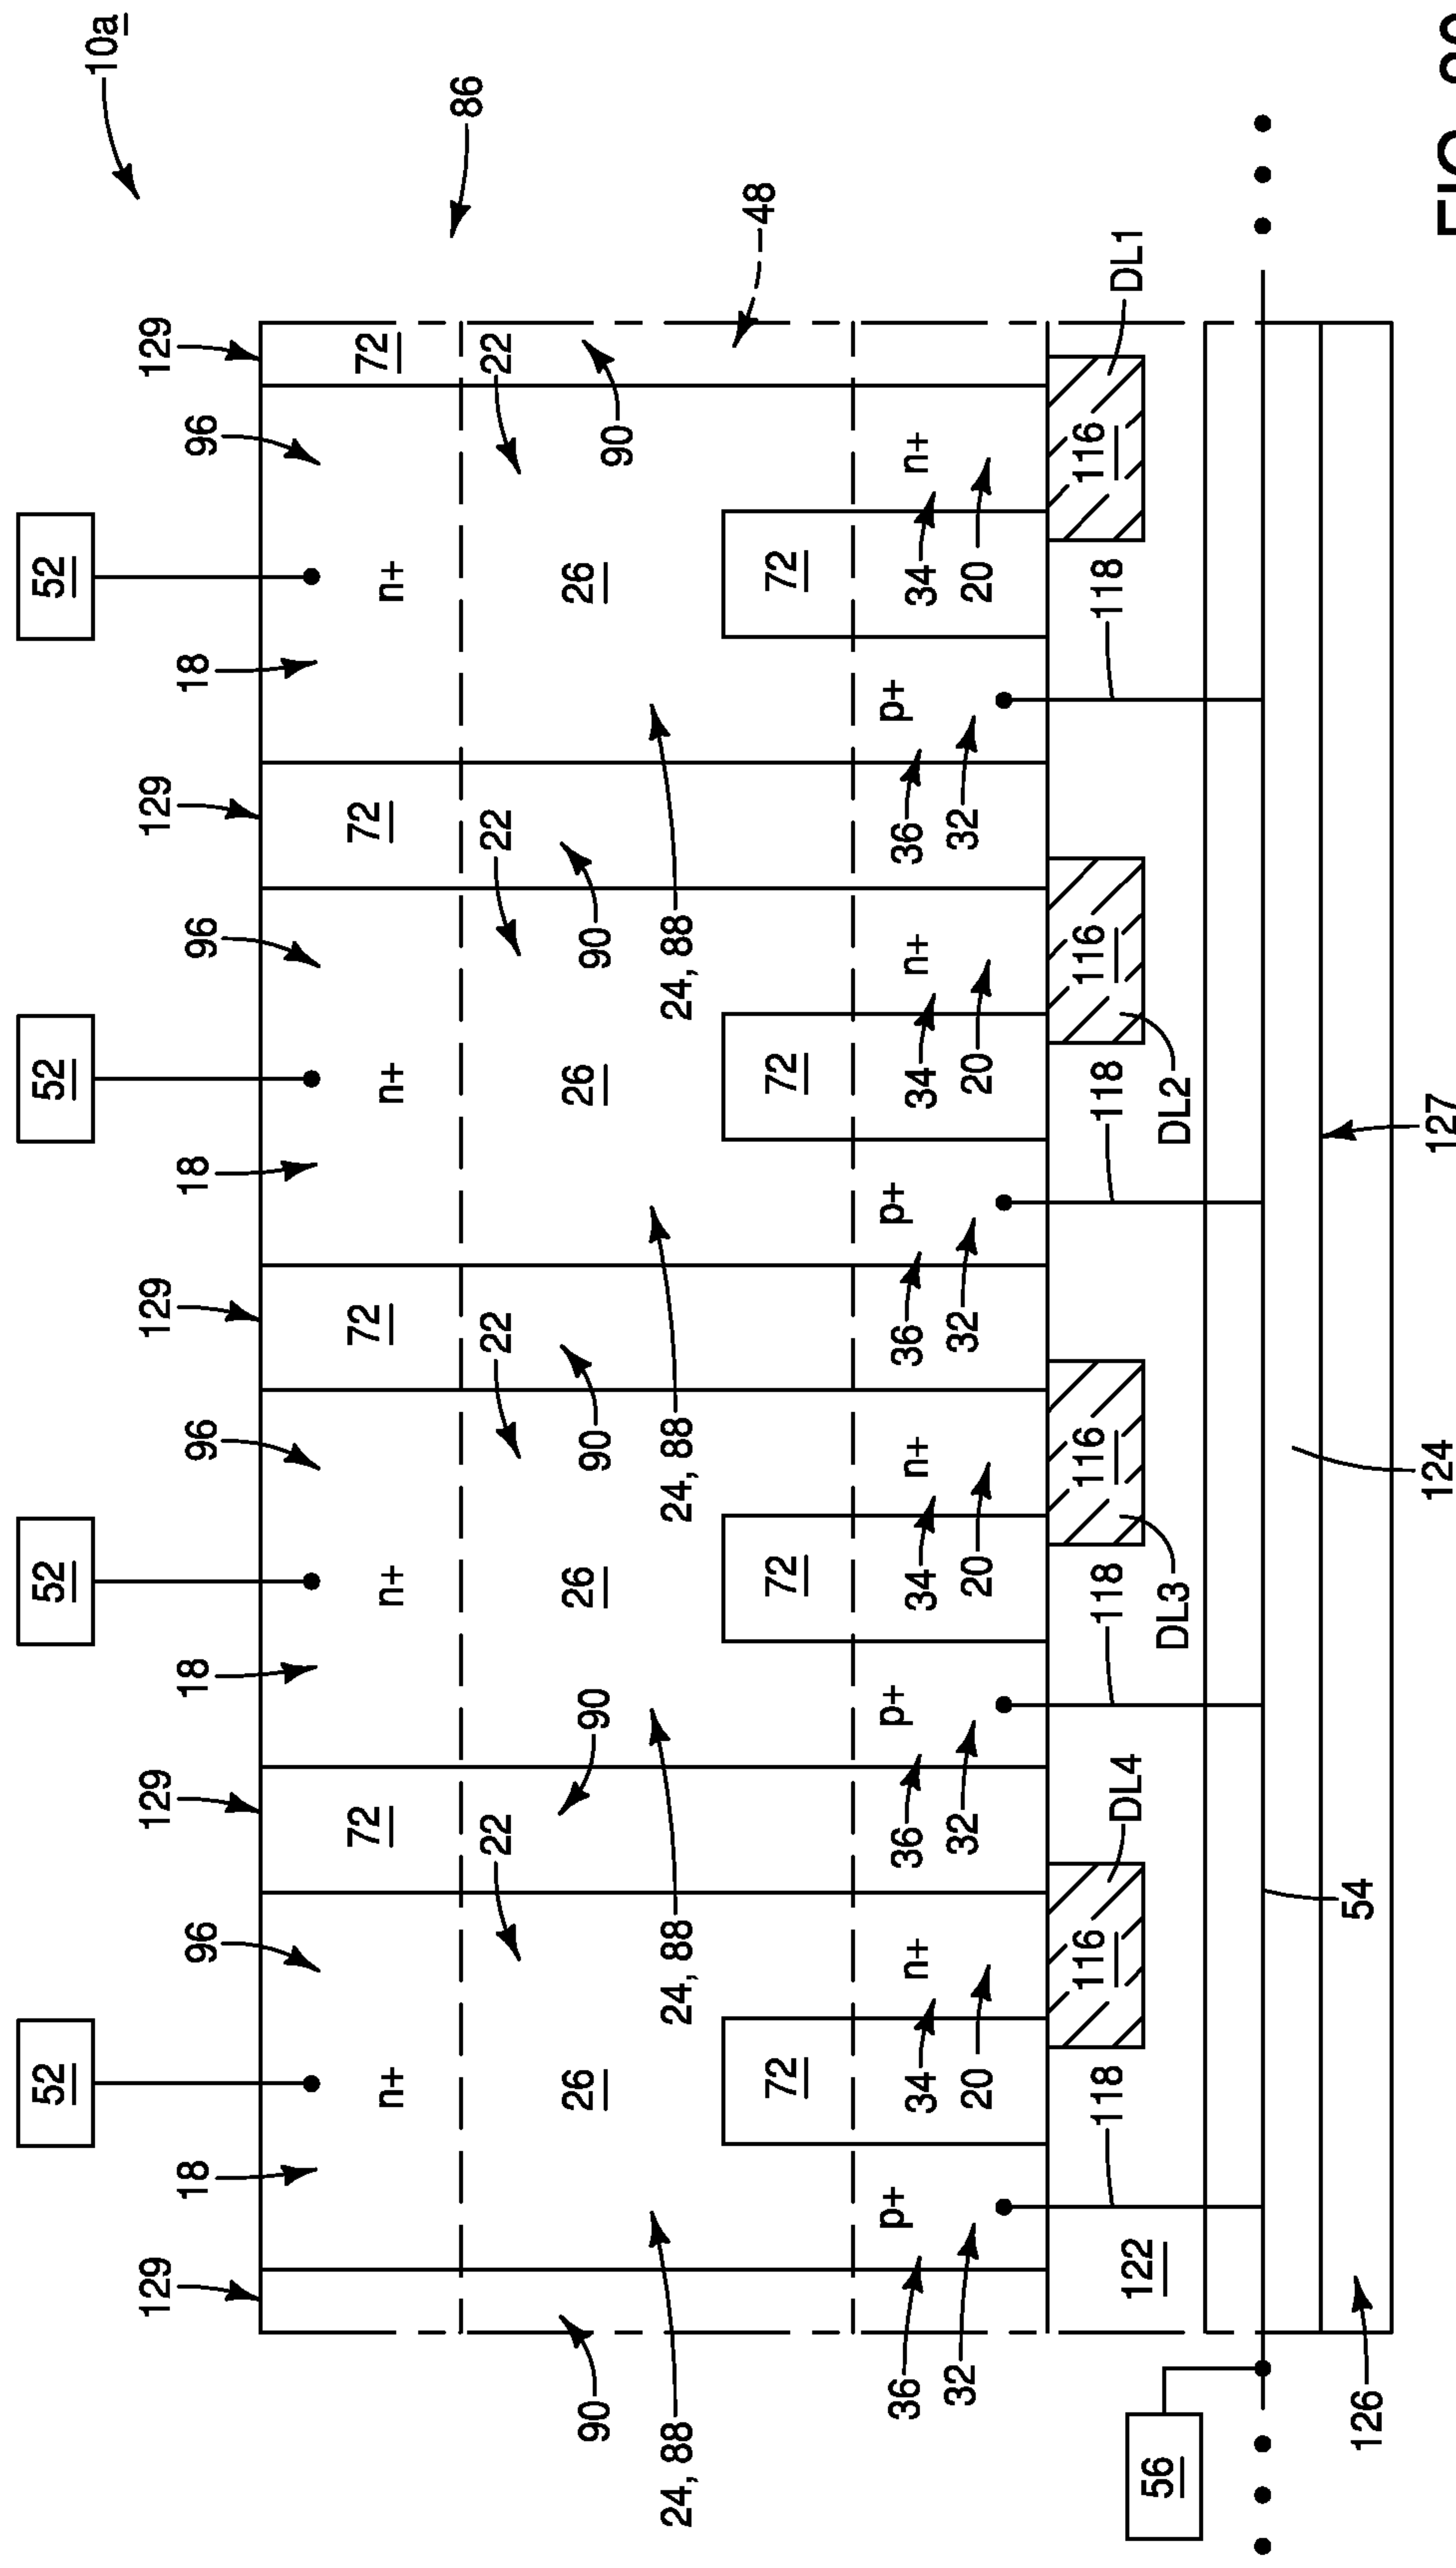 10a
52 52 52 52
129 129 129 129 129
18 96 18 96 18 96 18 96
72 72 72 72
n+ n+ n+ n+
86
22 22 22 22
26 26 26 26
90 90 90 90 90
24, 88 24, 88 24, 88 24, 88
48
72 72 72 72
p+ n+ p+ n+ p+ n+ p+ n+
36 34 36 34 36 34 36 34
32 20 32 20 32 20 32 20
118 116 118 116 118 116 118 116
DL4 DL3 DL2 DL1
122
56
54
126 124 127
FIG.